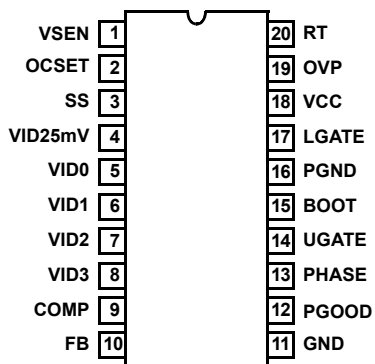 VSEN 1 20 RT
OCSET 2 19 OVP
SS 3 18 VCC
VID25mV 4 17 LGATE
VID0 5 16 PGND
VID1 6 15 BOOT
VID2 7 14 UGATE
VID3 8 13 PHASE
COMP 9 12 PGOOD
FB 10 11 GND